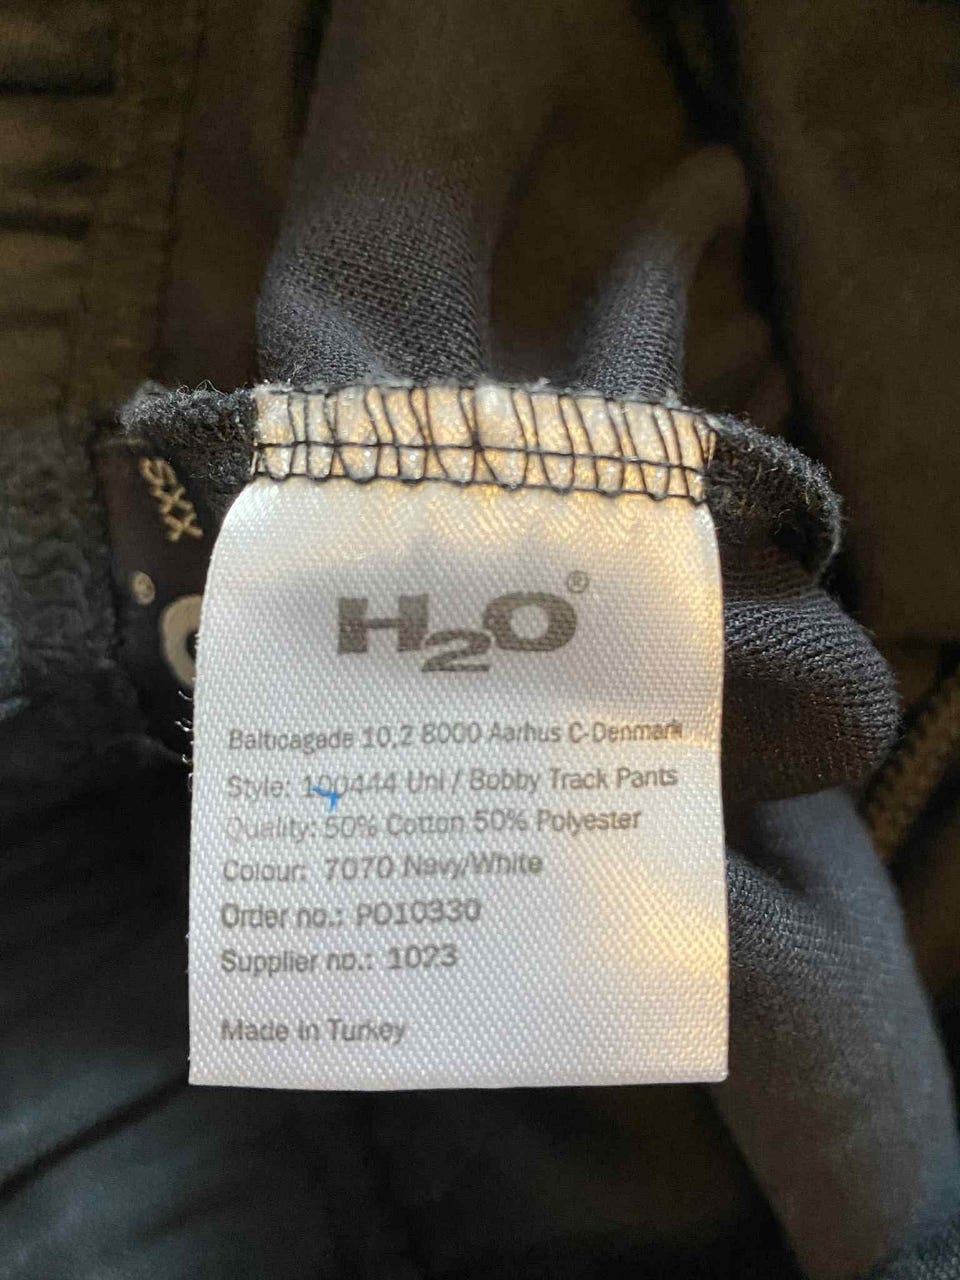 XXS
H2O®
Balticagade 10,2 8000 Aarhus C-Denmark
Style: 100444 Uni / Bobby Track Pants
Quality: 50% Cotton 50% Polyester
Colour: 7070 Navy/White
Order no.: PO10330
Supplier no.: 1023
Made in Turkey